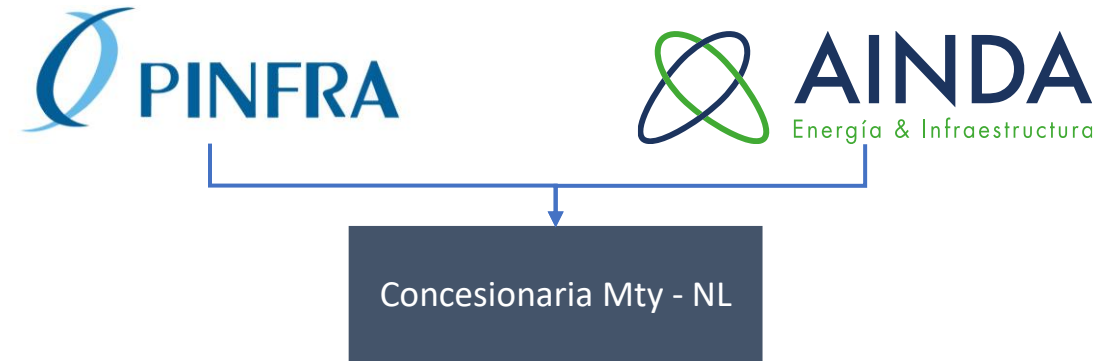 PINFRA
AINDA
Energía & Infraestructura
Concesionaria Mty - NL